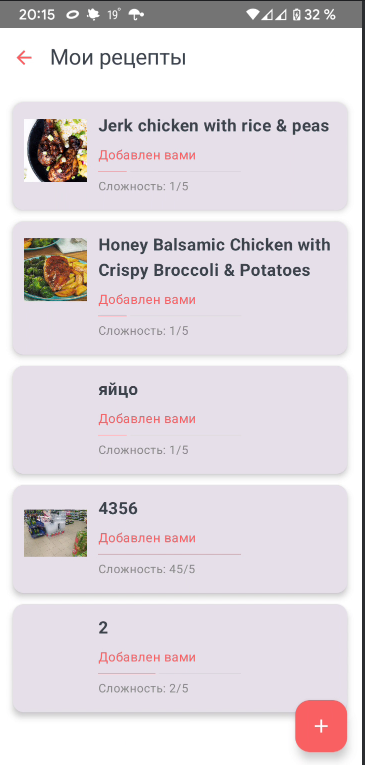 20:15 19° 32 %
Мои рецепты
Jerk chicken with rice & peas
Добавлен вами
Сложность: 1/5
Honey Balsamic Chicken with
Crispy Broccoli & Potatoes
Добавлен вами
Сложность: 1/5
яйцо
Добавлен вами
Сложность: 1/5
4356
Добавлен вами
Сложность: 45/5
2
Добавлен вами
Сложность: 2/5
+